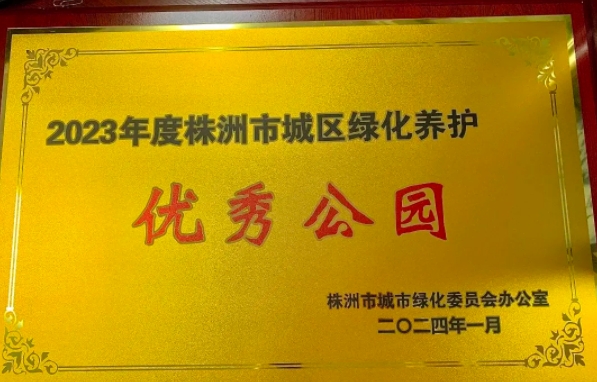 2023年度株洲市城区绿化养护
优秀公园
株洲市城市绿化委员会办公室
二〇二四年一月